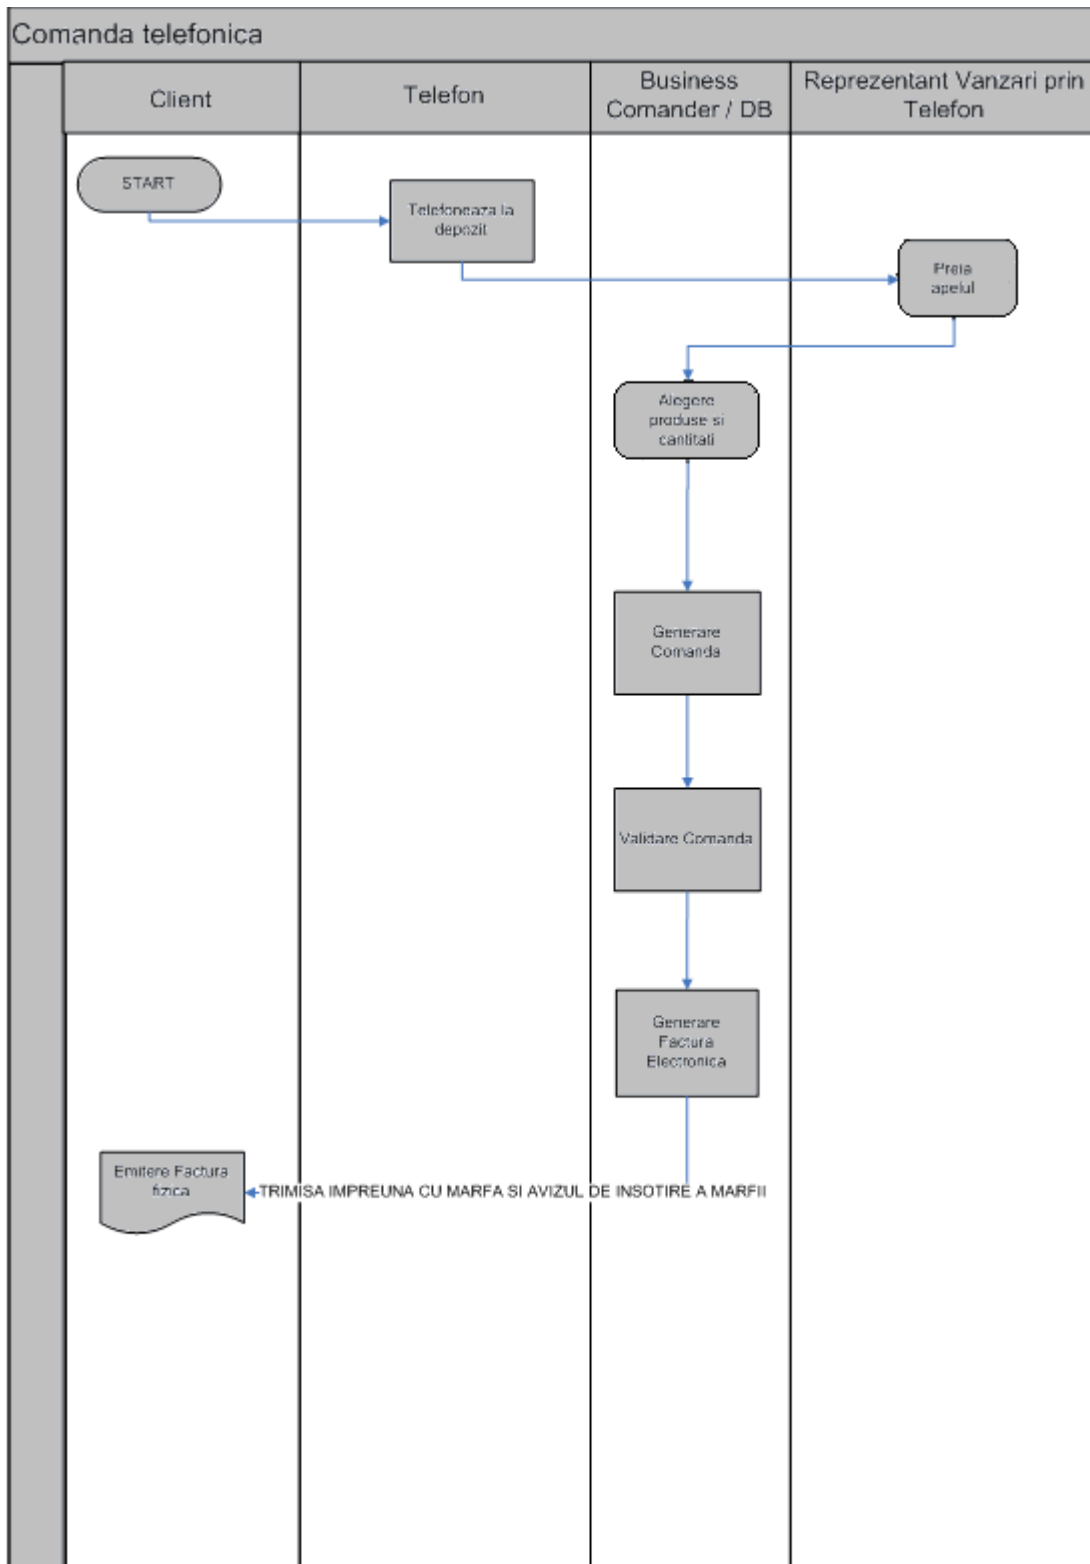 Comanda telefonica
Client
Telefon
Business
Comander / DB
Reprezentant Vanzari prin
Telefon
START
Telefoneaza la
depozit
Preia
apelul
Alegere
produse si
cantitati
Generare
Comanda
Validare Comanda
Generare
Factura
Electronica
Emitere Factura
fizica
TRIMISA IMPREUNA CU MARFA SI AVIZUL DE INSOTIRE A MARFII